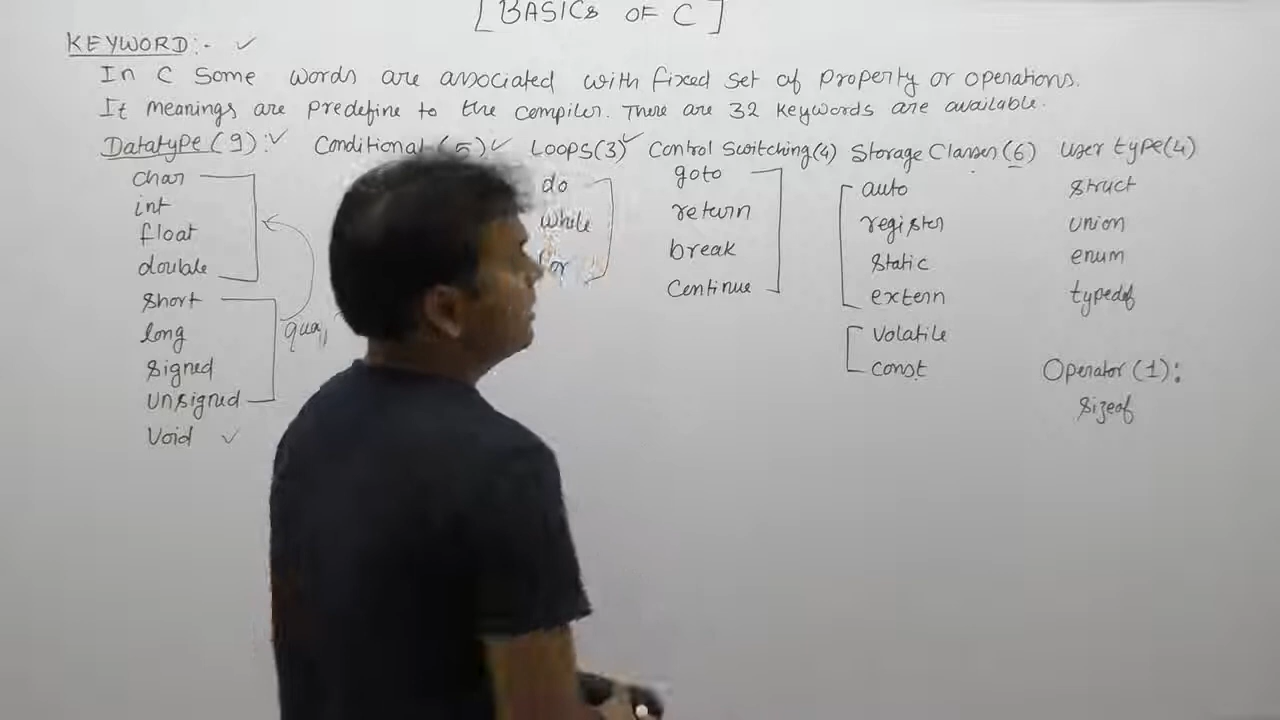 [BASICS OF C]
KEYWORD:- ✓
In C Some words are associated with fixed set of property or operations.
It meanings are predefine to the compiler. There are 32 keywords are available.
Datatype (9): ✓
char
int
float
double
short
long
signed
unsigned
void ✓
Conditional (5) ✓
Loops(3) ✓
do
while
for
Control Switching(4)
goto
return
break
Continue
Storage Classes (6)
auto
register
static
extern
volatile
const
User type(4)
struct
union
enum
typedef
Operator (1):
sizeof